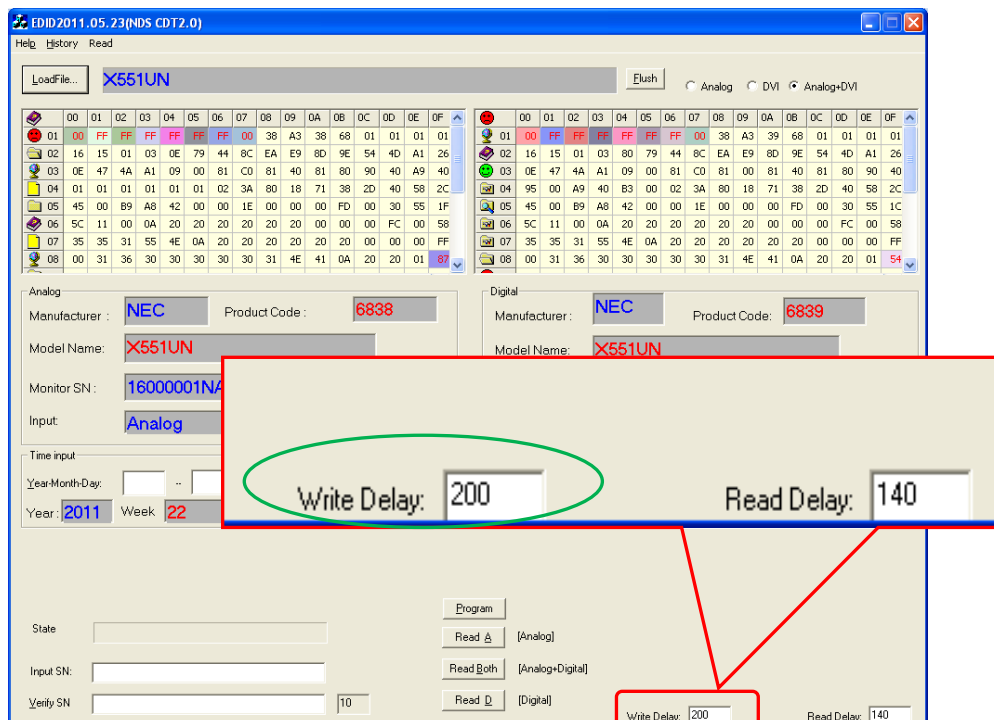 EDID2011.05.23(NDS CDT2.0)
Help History Read
LoadFile... X551UN Flush Analog DVI Analog+DVI
00 01 02 03 04 05 06 07 08 09 0A 0B 0C 0D 0E 0F
01 00 FF FF FF FF FF FF 00 38 A3 38 68 01 01 01 01
02 16 15 01 03 0E 79 44 8C EA E9 8D 9E 54 4D A1 26
03 0E 47 4A A1 09 00 81 C0 81 40 81 80 90 40 A9 40
04 01 01 01 01 01 01 02 3A 80 18 71 38 2D 40 58 2C
05 45 00 B9 A8 42 00 00 1E 00 00 00 FD 00 30 55 1F
06 5C 11 00 0A 20 20 20 20 20 20 00 00 00 FC 00 58
07 35 35 31 55 4E 0A 20 20 20 20 20 20 00 00 00 FF
08 00 31 36 30 30 30 30 30 31 4E 41 0A 20 20 01 87
00 01 02 03 04 05 06 07 08 09 0A 0B 0C 0D 0E 0F
01 00 FF FF FF FF FF FF 00 38 A3 39 68 01 01 01 01
02 16 15 01 03 80 79 44 8C EA E9 8D 9E 54 4D A1 26
03 0E 47 4A A1 09 00 81 C0 81 00 81 40 81 80 90 40
04 95 00 A9 40 B3 00 02 3A 80 18 71 38 2D 40 58 2C
05 45 00 B9 A8 42 00 00 1E 00 00 00 FD 00 30 55 1C
06 5C 11 00 0A 20 20 20 20 20 20 00 00 00 FC 00 58
07 35 35 31 55 4E 0A 20 20 20 20 20 20 00 00 00 FF
08 00 31 36 30 30 30 30 30 31 4E 41 0A 20 20 01 54
Analog
Manufacturer : NEC Product Code : 6838
Model Name: X551UN
Monitor SN : 16000001NA
Input: Analog
Digital
Manufacturer : NEC Product Code: 6839
Model Name: X551UN
Time input
Year-Month-Day: --
Year : 2011 Week 22
Write Delay: 200 Read Delay: 140
Program
State
Read A [Analog]
Input SN: Read Both [Analog+Digital]
Verify SN 10 Read D [Digital]
Write Delay: 200 Read Delay: 140